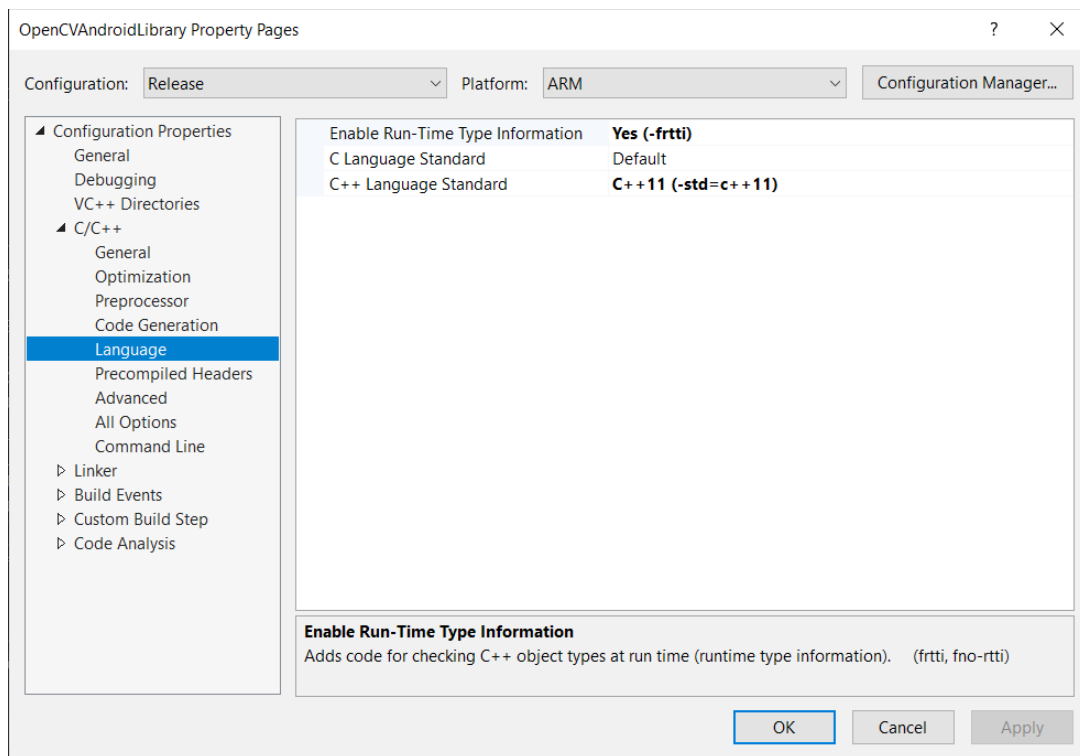 OpenCVAndroidLibrary Property Pages
Configuration: Release Platform: ARM Configuration Manager...
Configuration Properties
General
Debugging
VC++ Directories
C/C++
General
Optimization
Preprocessor
Code Generation
Language
Precompiled Headers
Advanced
All Options
Command Line
Linker
Build Events
Custom Build Step
Code Analysis
Enable Run-Time Type Information Yes (-frtti)
C Language Standard Default
C++ Language Standard C++11 (-std=c++11)
Enable Run-Time Type Information
Adds code for checking C++ object types at run time (runtime type information). (frtti, fno-rtti)
OK Cancel Apply